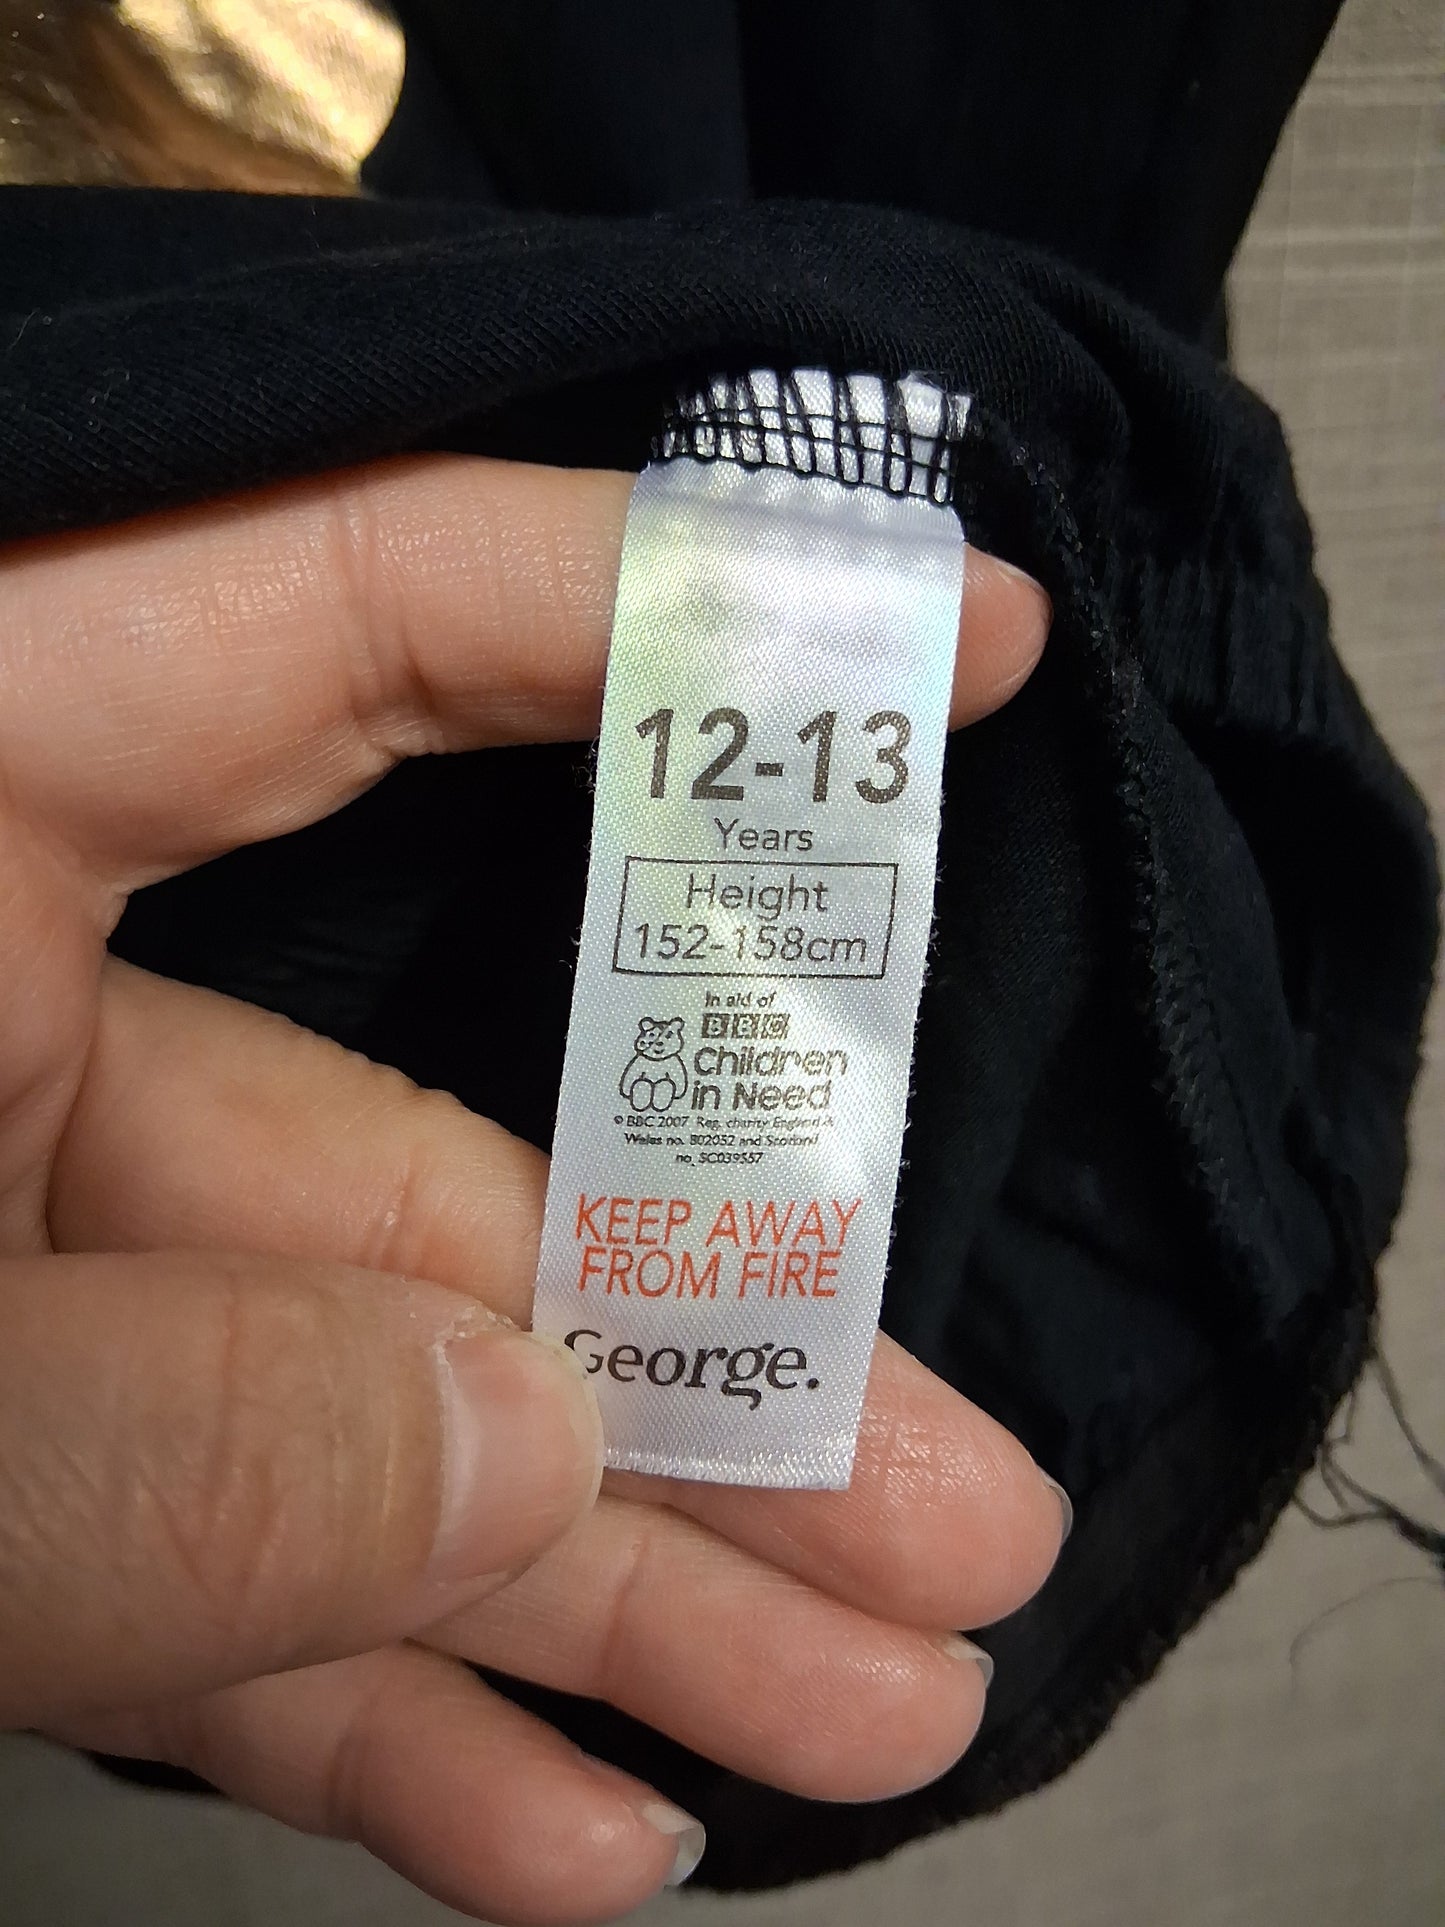 12-13
Years
Height
152-158cm
In aid of
BBC
Children
in Need
© BBC 2007 Reg. charity England &
Wales no. 802052 and Scotland
no. SC039557
KEEP AWAY
FROM FIRE
George.